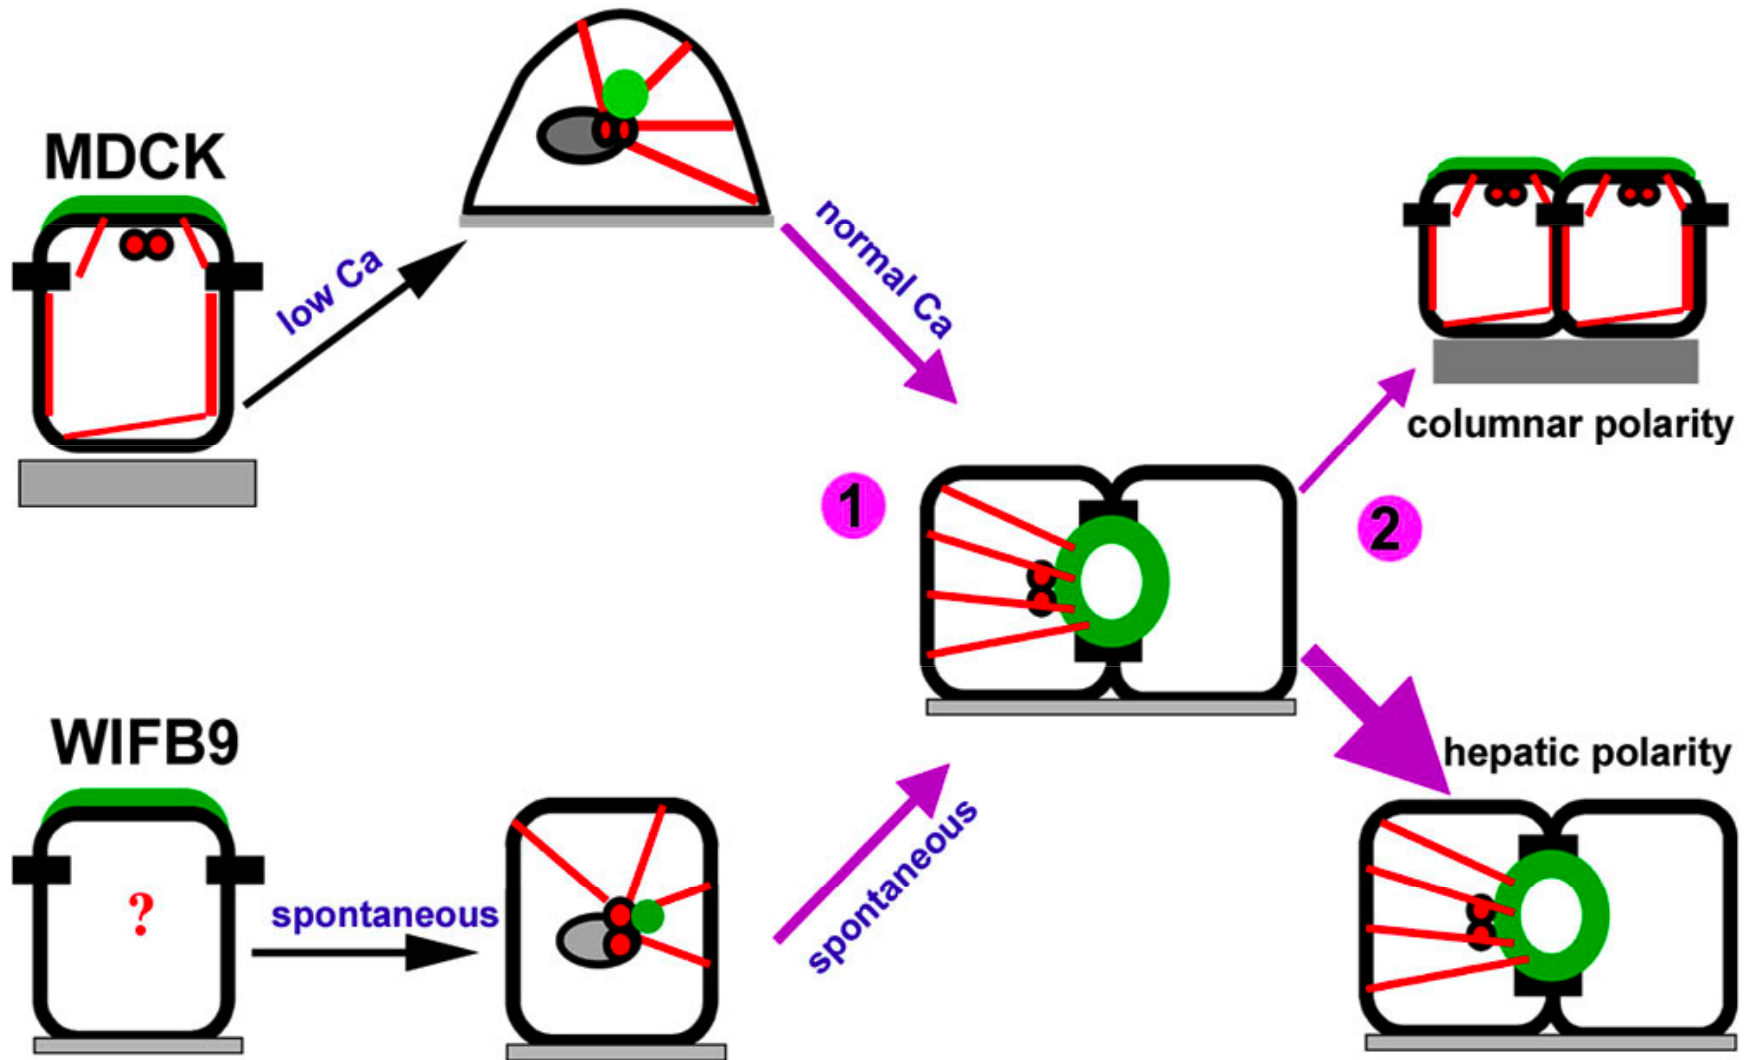 MDCK
low Ca
normal Ca
columnar polarity
1
2
WIFB9
?
spontaneous
spontaneous
hepatic polarity